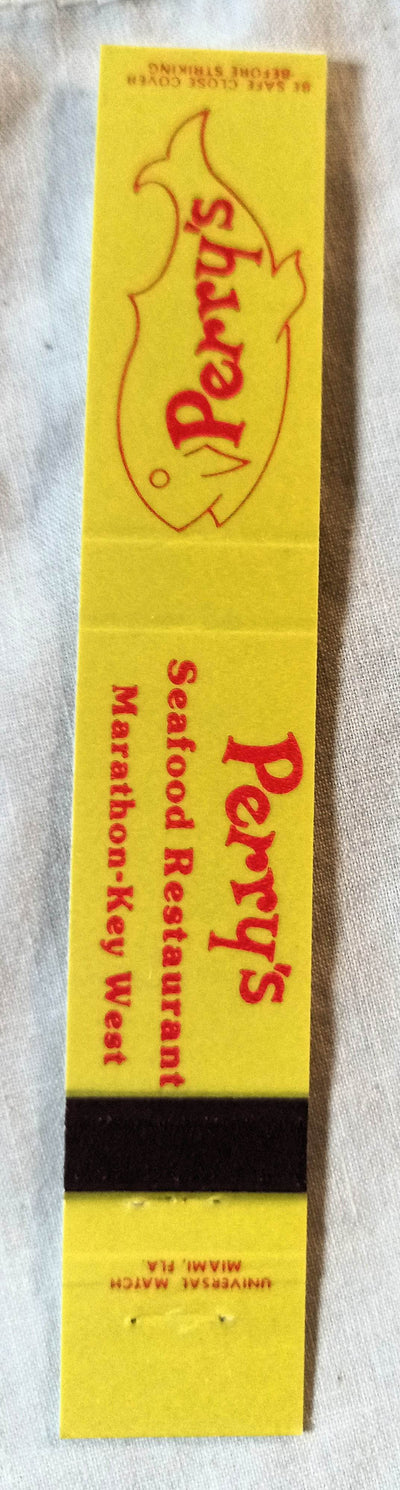 BE SAFE CLOSE COVER
BEFORE STRIKING
Perry's
Perry's
Seafood Restaurant
Marathon-Key West
UNIVERSAL MATCH
MIAMI, FLA.